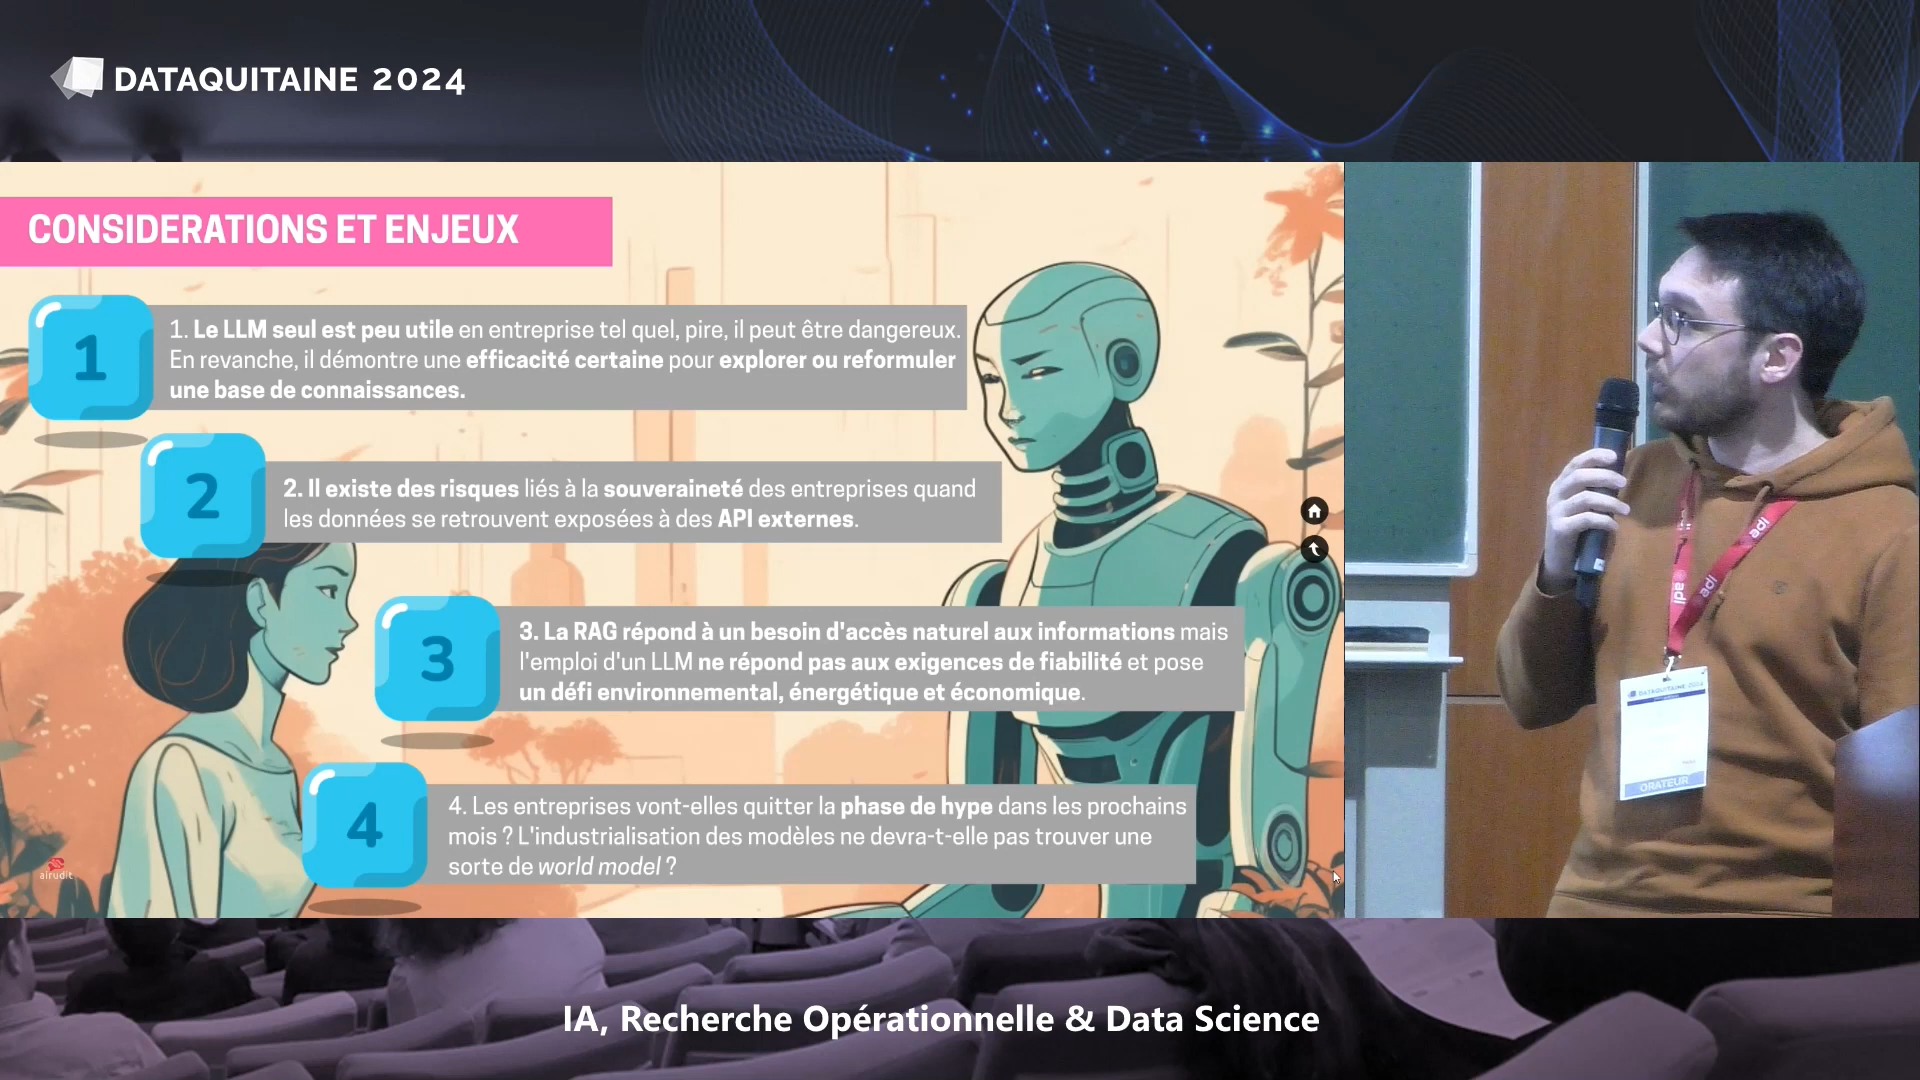 DATAQUITAINE 2024
CONSIDERATIONS ET ENJEUX
1
1. Le LLM seul est peu utile en entreprise tel quel, pire, il peut être dangereux.
En revanche, il démontre une efficacité certaine pour explorer ou reformuler
une base de connaissances.
2
2. Il existe des risques liés à la souveraineté des entreprises quand
les données se retrouvent exposées à des API externes.
3
3. La RAG répond à un besoin d'accès naturel aux informations mais
l'emploi d'un LLM ne répond pas aux exigences de fiabilité et pose
un défi environnemental, énergétique et économique.
4
4. Les entreprises vont-elles quitter la phase de hype dans les prochains
mois ? L'industrialisation des modèles ne devra-t-elle pas trouver une
sorte de world model ?
airudit
adi
adi
DATAQUITAINE 2024
ORATEUR
IA, Recherche Opérationnelle & Data Science